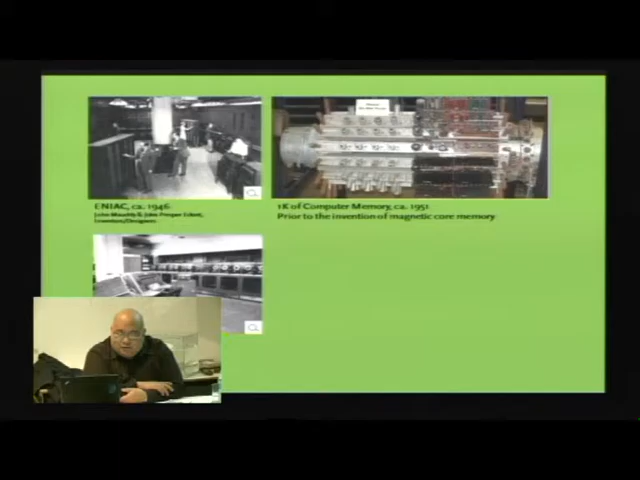 ENIAC, ca. 1946
John Mauchly & John Presper Eckert,
Inventors/Designers
1K of Computer Memory, ca. 1951
Prior to the invention of magnetic core memory